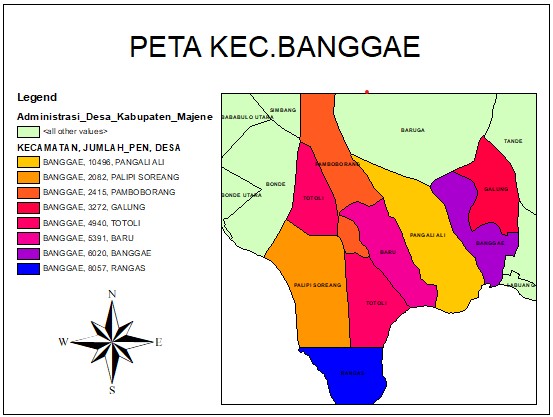 PETA KEC.BANGGAE
Legend
Administrasi_Desa_Kabupaten_Majene
<all other values>
KECAMATAN, JUMLAH_PEN, DESA
BANGGAE, 10496, PANGALI ALI
BANGGAE, 2082, PALIPI SOREANG
BANGGAE, 2415, PAMBOBORANG
BANGGAE, 3272, GALUNG
BANGGAE, 4940, TOTOLI
BANGGAE, 5391, BARU
BANGGAE, 6020, BANGGAE
BANGGAE, 8057, RANGAS
N
W
E
S
SIMBANG
BABABULO UTARA
BARUGA
TANDE
PAMBOBORANG
BONDE
BONDE UTARA
TOTOLI
GALUNG
PANGALI ALI
BANGGAE
BARU
PALIPI SOREANG
LABUANG
TOTOLI
RANGAS